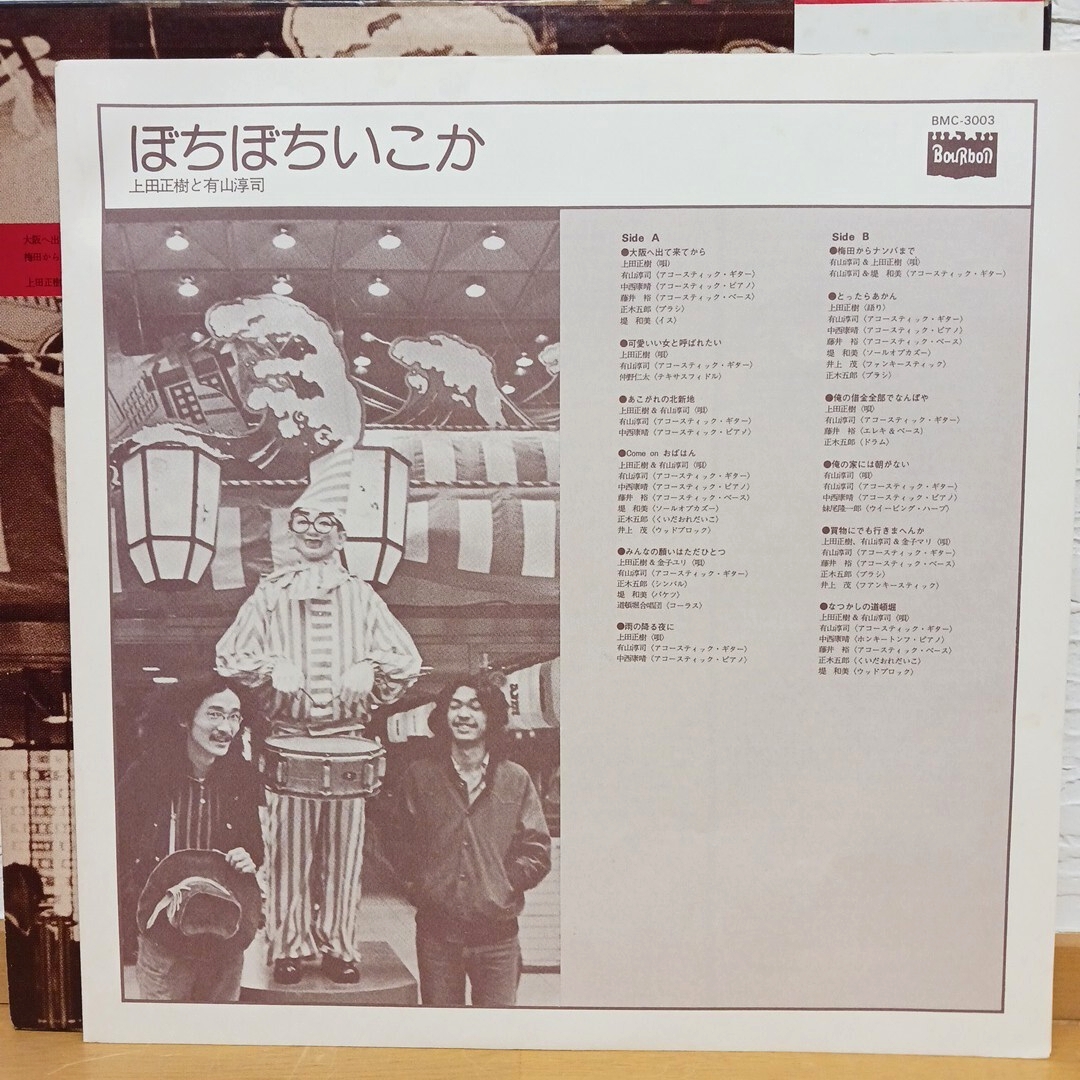 ぼちぼちいこか
上田正樹と有山淳司
BMC-3003
BouRbon
Side A
●大阪へ出て来てから
上田正樹（唄）
有山淳司（アコースティック・ギター）
中西康晴（アコースティック・ピアノ）
藤井　裕（アコースティック・ベース）
正木五郎（ブラシ）
堤　和美（イス）
●可愛いい女と呼ばれたい
上田正樹（唄）
有山淳司（アコースティック・ギター）
仲野仁太（テキサスフィドル）
●あこがれの北新地
上田正樹 & 有山淳司（唄）
有山淳司（アコースティック・ギター）
中西康晴（アコースティック・ピアノ）
●Come on おばはん
上田正樹 & 有山淳司（唄）
有山淳司（アコースティック・ギター）
中西康晴（アコースティック・ピアノ）
藤井　裕（アコースティック・ベース）
堤　和美（ソールオブカズー）
正木五郎（くいだおれだいこ）
井上　茂（ウッドブロック）
●みんなの願いはただひとつ
上田正樹 & 金子ユリ（唄）
有山淳司（アコースティック・ギター）
正木五郎（シンバル）
堤　和美（バケツ）
道頓堀合唱団（コーラス）
●雨の降る夜に
上田正樹（唄）
有山淳司（アコースティック・ギター）
中西康晴（アコースティック・ピアノ）
Side B
●梅田からナンバまで
有山淳司 & 上田正樹（唄）
有山淳司 & 堤　和美（アコースティック・ギター）
●とったらあかん
上田正樹（語り）
有山淳司（アコースティック・ギター）
中西康晴（アコースティック・ピアノ）
藤井　裕（アコースティック・ベース）
堤　和美（ソールオブカズー）
井上　茂（ファンキースティック）
正木五郎（ブラシ）
●俺の借金全部でなんぼや
上田正樹（唄）
有山淳司（アコースティック・ギター）
藤井　裕（エレキ & ベース）
正木五郎（ドラム）
●俺の家には朝がない
有山淳司（唄）
有山淳司（アコースティック・ギター）
中西康晴（アコースティック・ピアノ）
妹尾隆一郎（ウイーピング・ハープ）
●買物にでも行きまへんか
上田正樹、有山淳司 & 金子マリ（唄）
有山淳司（アコースティック・ギター）
藤井　裕（アコースティック・ベース）
正木五郎（ブラシ）
井上　茂（フアンキースティック）
●なつかしの道頓堀
上田正樹 & 有山淳司（唄）
有山淳司（アコースティック・ギター）
中西康晴（ホンキートンフ・ピアノ）
藤井　裕（アコースティック・ベース）
正木五郎（くいだおれだいこ）
堤　和美（ウッドブロック）
大阪へ出
梅田から
上田正樹